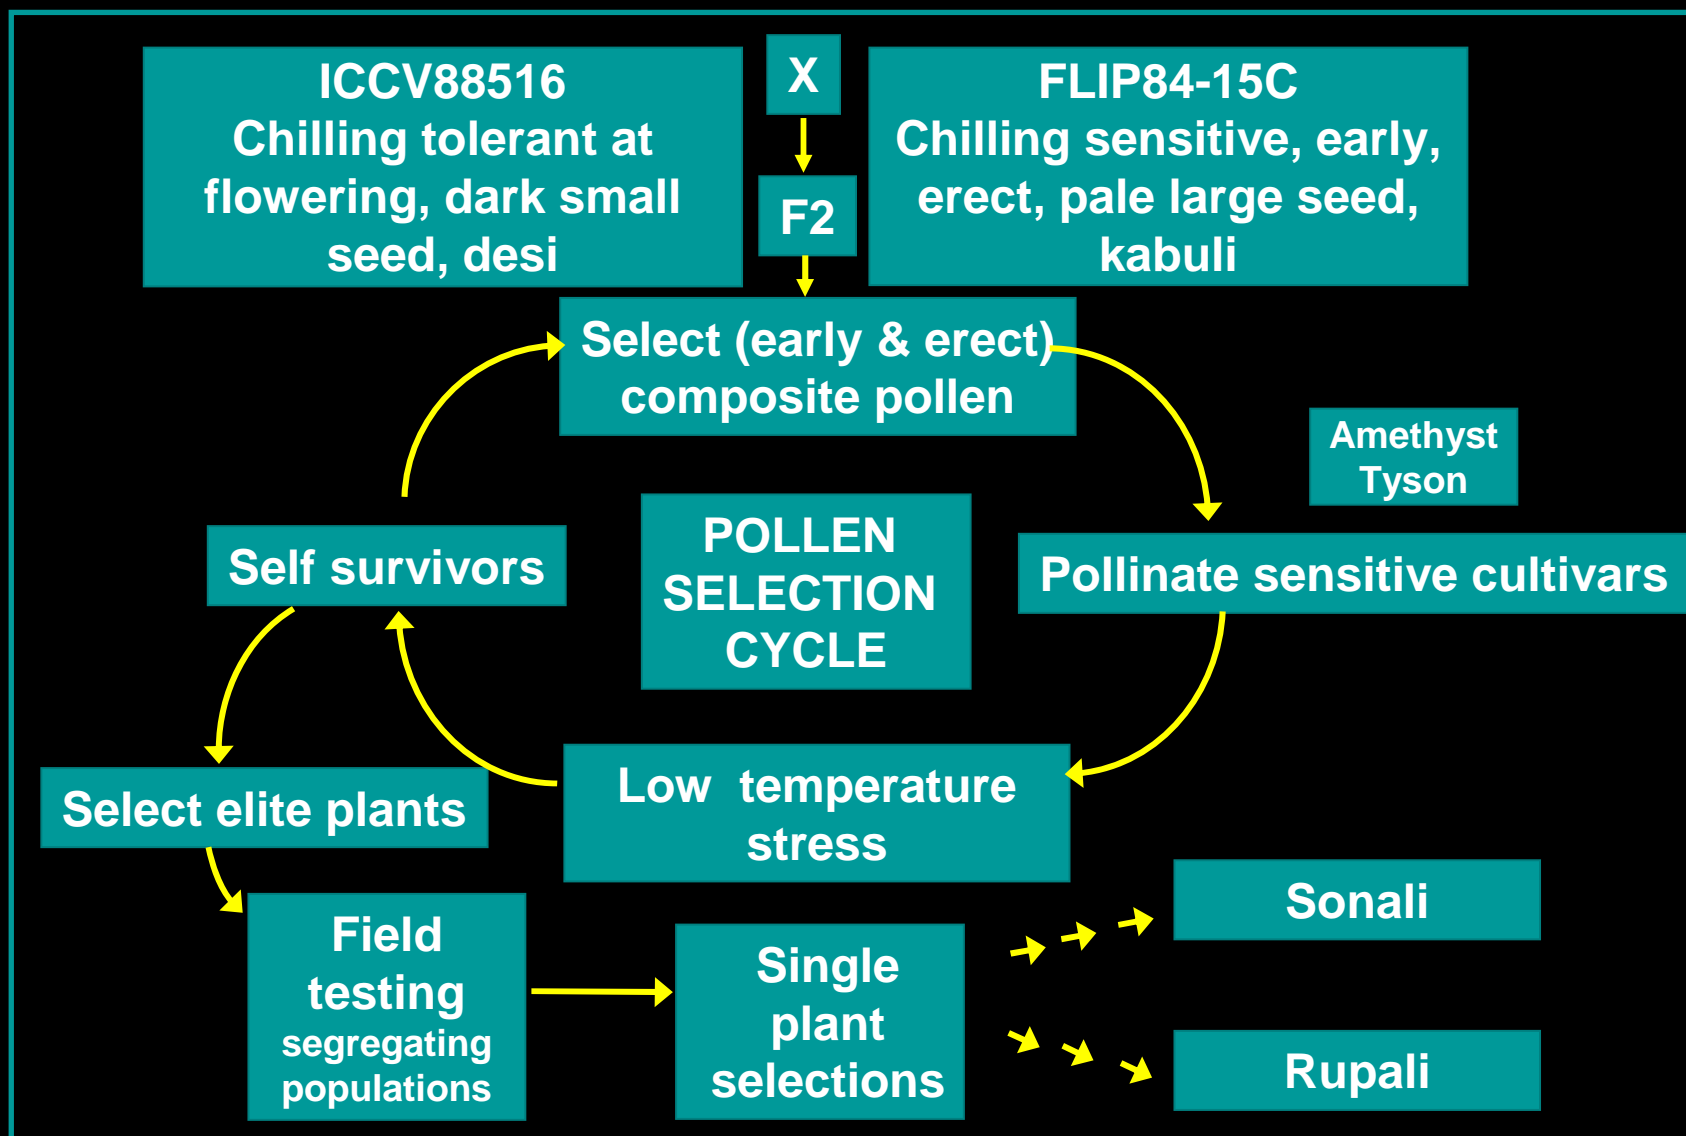 ICCV88516
Chilling tolerant at
flowering, dark small
seed, desi
X
FLIP84-15C
Chilling sensitive, early,
erect, pale large seed,
kabuli
F2
Select (early & erect)
composite pollen
Amethyst
Tyson
Self survivors
POLLEN
SELECTION
CYCLE
Pollinate sensitive cultivars
Select elite plants
Low temperature
stress
Field
testing
segregating
populations
Single
plant
selections
Sonali
Rupali